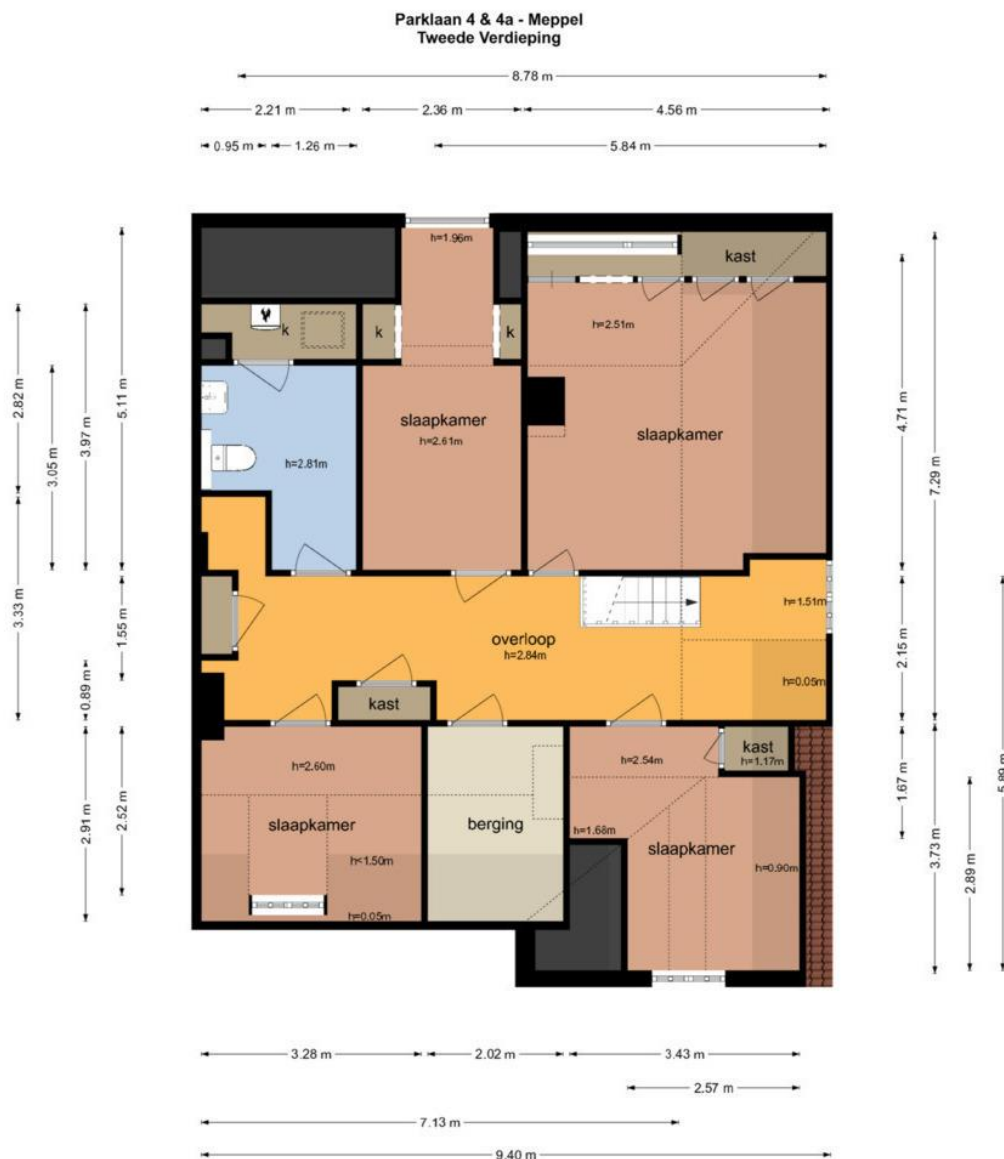 Parklaan 4 & 4a - Meppel
Tweede Verdieping
8.78 m
2.21 m
2.36 m
4.56 m
0.95 m
1.26 m
5.84 m
h=1.96m
kast
k
k
k
h=2.51m
slaapkamer
h=2.61m
slaapkamer
h=2.81m
2.82 m
3.05 m
3.97 m
5.11 m
4.71 m
7.29 m
3.33 m
1.55 m
0.89 m
h=1.51m
overloop
h=2.84m
h=0.05m
2.15 m
5.89 m
kast
kast
h=1.17m
h=2.60m
h=2.54m
slaapkamer
berging
h=1.68m
slaapkamer
h<1.50m
h=0.90m
h=0.05m
2.91 m
2.52 m
1.67 m
3.73 m
2.89 m
3.28 m
2.02 m
3.43 m
2.57 m
7.13 m
9.40 m